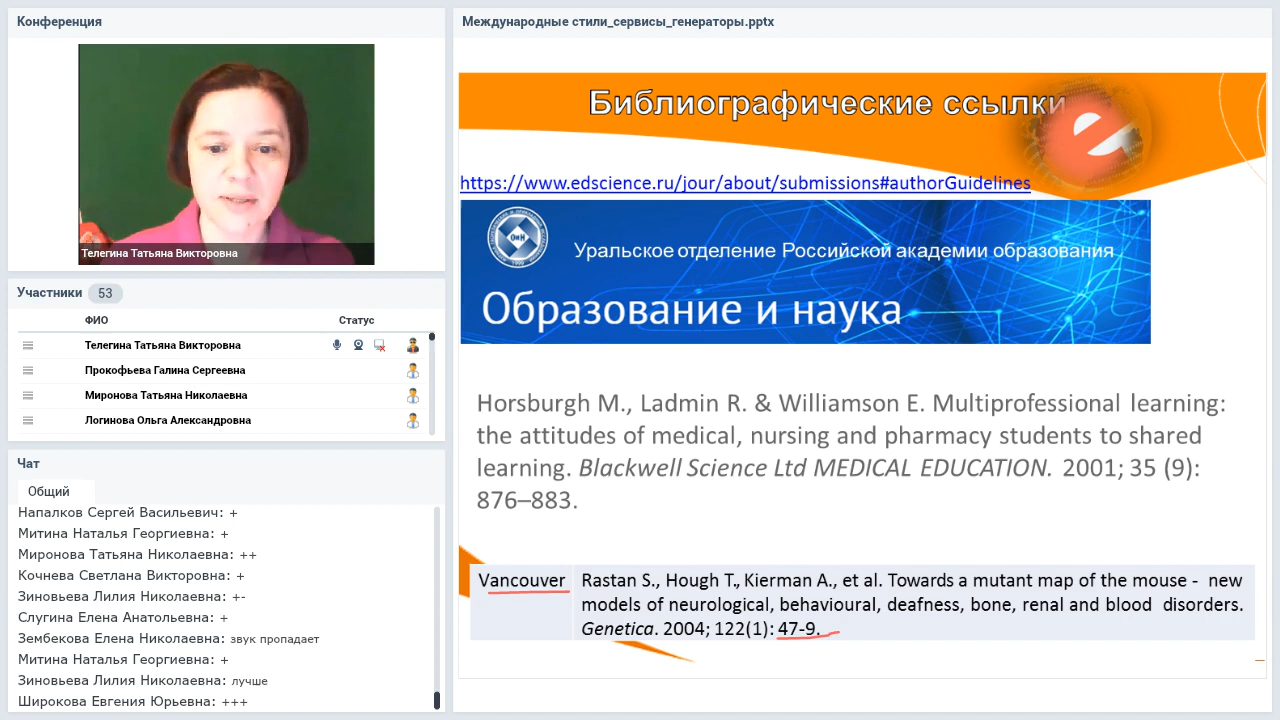 Конференция
Телегина Татьяна Викторовна
Участники 53
ФИО Статус
Телегина Татьяна Викторовна
Прокофьева Галина Сергеевна
Миронова Татьяна Николаевна
Логинова Ольга Александровна
Чат
Общий
Напалков Сергей Васильевич: +
Митина Наталья Георгиевна: +
Миронова Татьяна Николаевна: ++
Кочнева Светлана Викторовна: +
Зиновьева Лилия Николаевна: +-
Слугина Елена Анатольевна: +
Зембекова Елена Николаевна: звук пропадает
Митина Наталья Георгиевна: +
Зиновьева Лилия Николаевна: лучше
Широкова Евгения Юрьевна: +++
Международные стили_сервисы_генераторы.pptx
Библиографические ссылки
https://www.edscience.ru/jour/about/submissions#authorGuidelines
Уральское отделение Российской академии образования
ОиН
Образование и наука
Horsburgh M., Ladmin R. & Williamson E. Multiprofessional learning:
the attitudes of medical, nursing and pharmacy students to shared
learning. Blackwell Science Ltd MEDICAL EDUCATION. 2001; 35 (9):
876–883.
Vancouver Rastan S., Hough T., Kierman A., et al. Towards a mutant map of the mouse - new
models of neurological, behavioural, deafness, bone, renal and blood disorders.
Genetica. 2004; 122(1): 47-9.